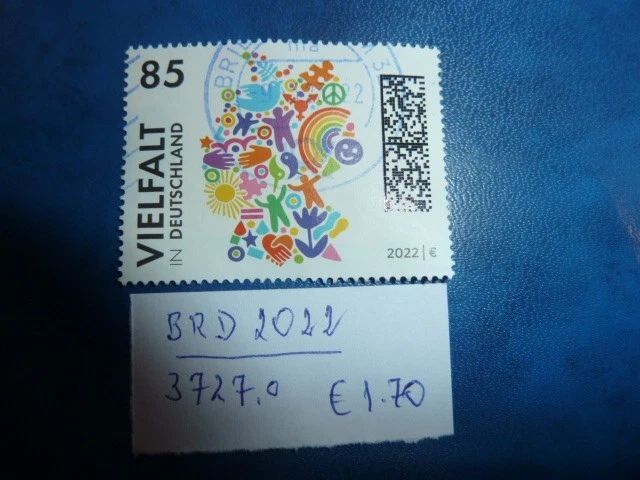 85
VIELFALT
IN DEUTSCHLAND
2022 | €
BRD 2022
3727.0 € 1.70